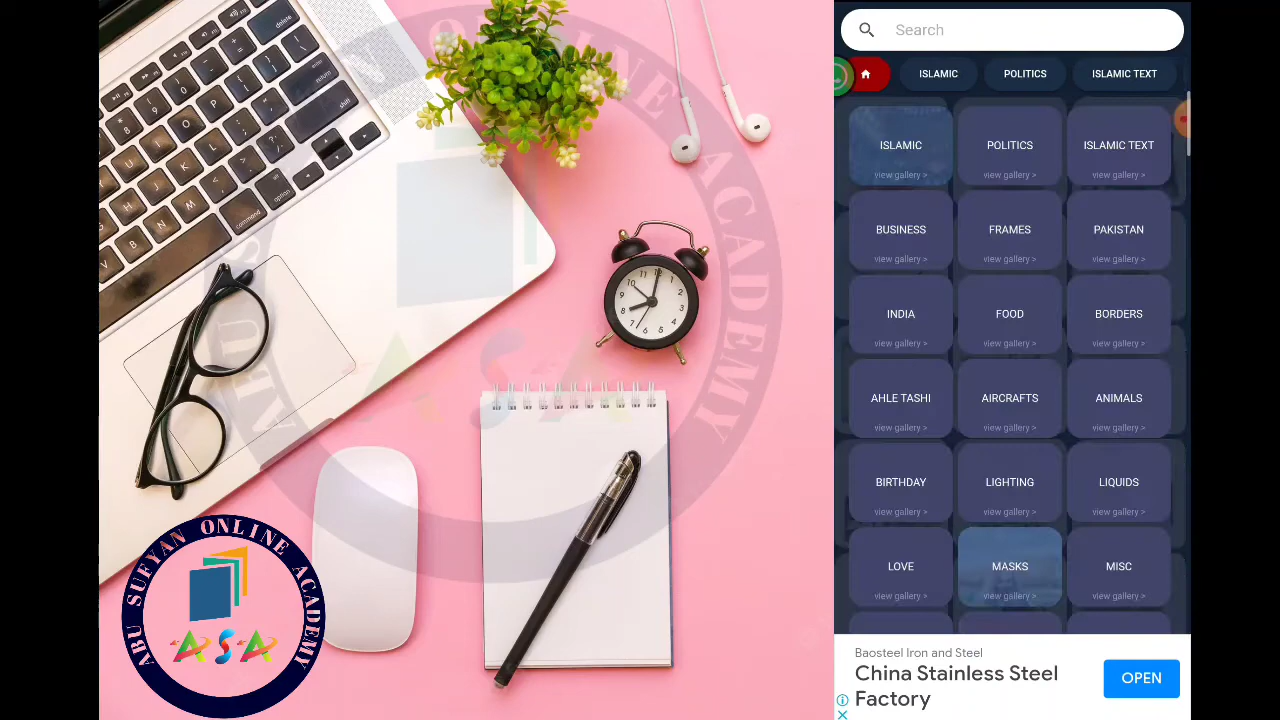 Search
ISLAMIC
POLITICS
ISLAMIC TEXT
ISLAMIC
view gallery >
POLITICS
view gallery >
ISLAMIC TEXT
view gallery >
BUSINESS
view gallery >
FRAMES
view gallery >
PAKISTAN
view gallery >
INDIA
view gallery >
FOOD
view gallery >
BORDERS
view gallery >
AHLE TASHI
view gallery >
AIRCRAFTS
view gallery >
ANIMALS
view gallery >
BIRTHDAY
view gallery >
LIGHTING
view gallery >
LIQUIDS
view gallery >
LOVE
view gallery >
MASKS
view gallery >
MISC
view gallery >
Baosteel Iron and Steel
China Stainless Steel
Factory
OPEN
ABU SUFYAN ONLINE ACADEMY
ASA